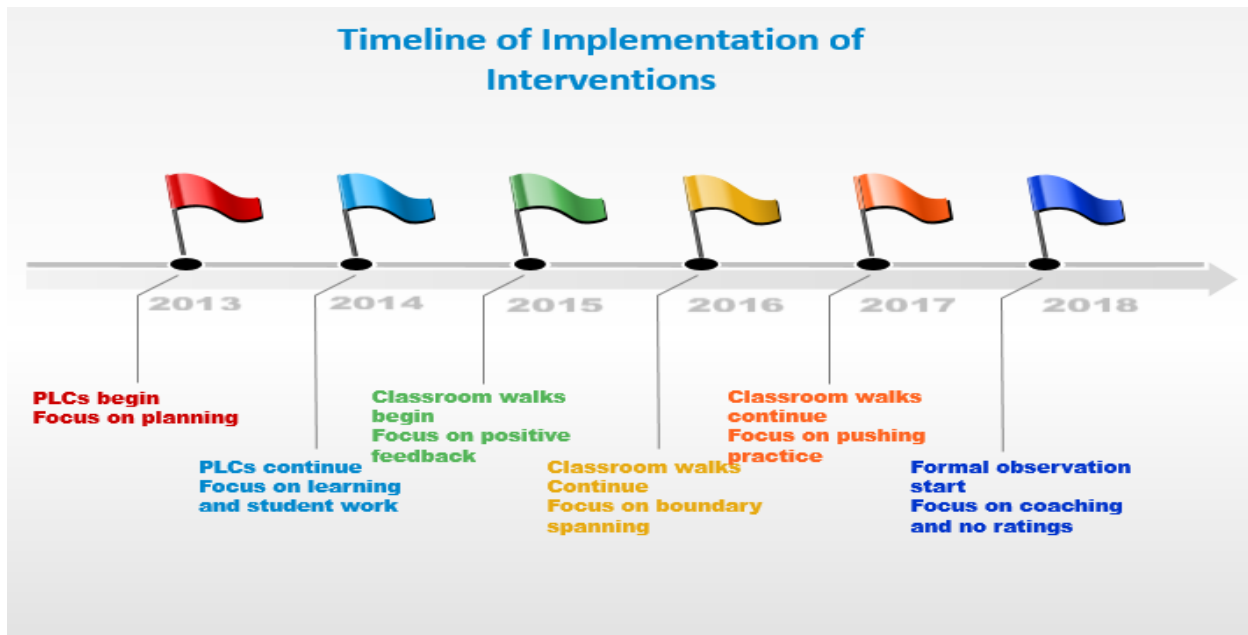 Timeline of Implementation of
Interventions
2013
2014
2015
2016
2017
2018
PLCs begin
Focus on planning
PLCs continue
Focus on learning
and student work
Classroom walks
begin
Focus on positive
feedback
Classroom walks
Continue
Focus on boundary
spanning
Classroom walks
continue
Focus on pushing
practice
Formal observation
start
Focus on coaching
and no ratings